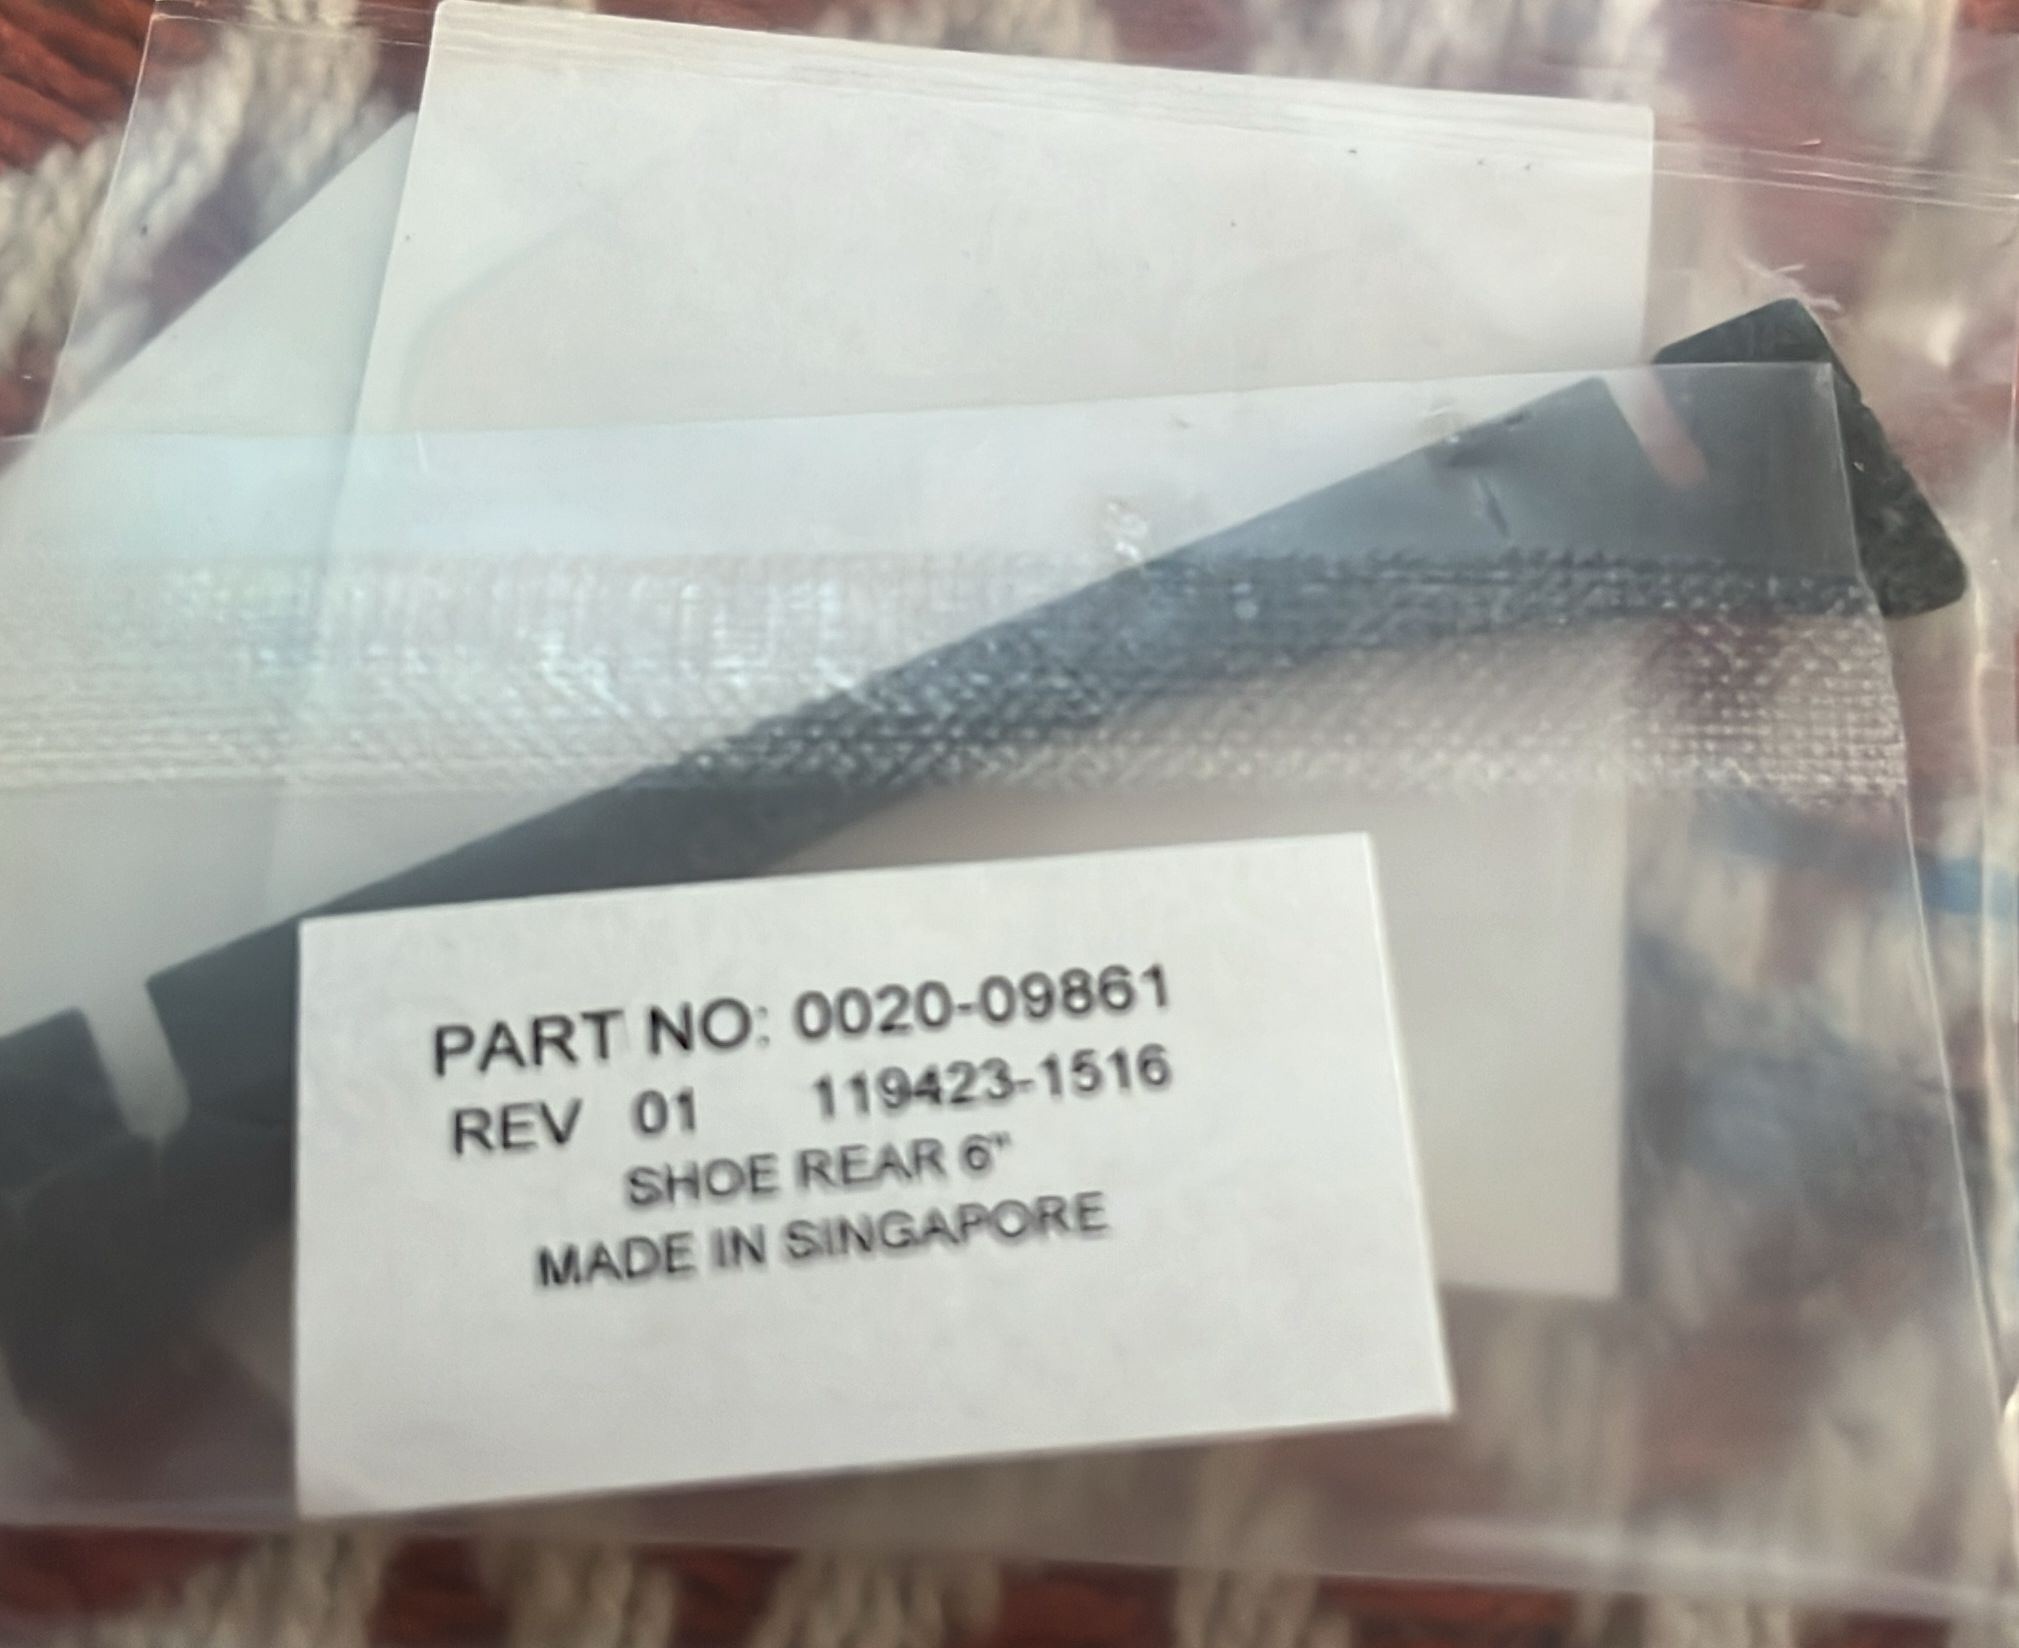 PART NO: 0020-09861
REV 01 119423-1516
SHOE REAR 6"
MADE IN SINGAPORE